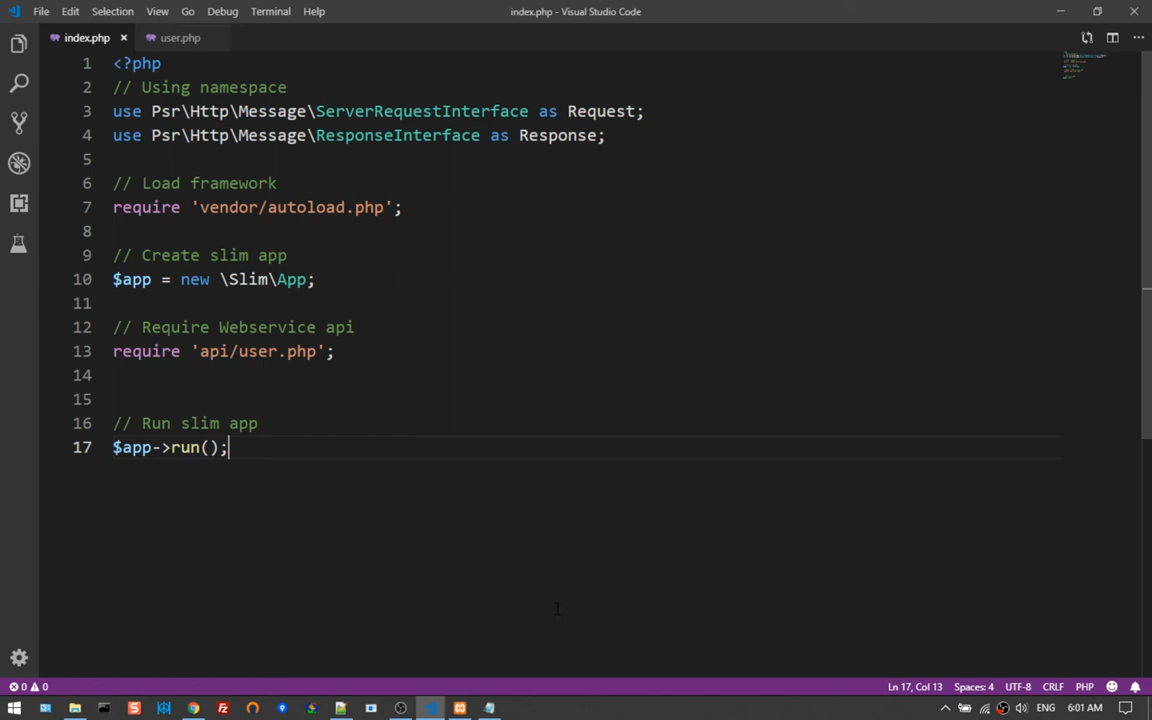 File Edit Selection View Go Debug Terminal Help index.php - Visual Studio Code
index.php user.php
1 <?php
2 // Using namespace
3 use Psr\Http\Message\ServerRequestInterface as Request;
4 use Psr\Http\Message\ResponseInterface as Response;
5
6 // Load framework
7 require 'vendor/autoload.php';
8
9 // Create slim app
10 $app = new \Slim\App;
11
12 // Require Webservice api
13 require 'api/user.php';
14
15
16 // Run slim app
17 $app->run();
0 0 Ln 17, Col 13 Spaces: 4 UTF-8 CRLF PHP
ENG 6:01 AM